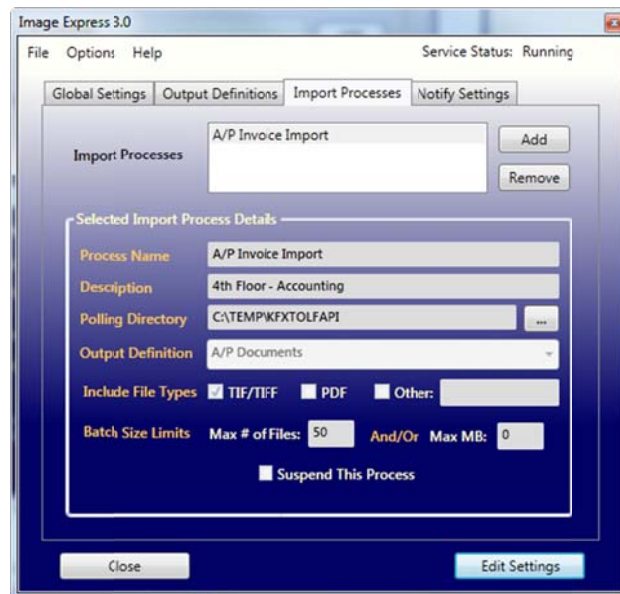 Image Express 3.0
File Options Help Service Status: Running
Global Settings Output Definitions Import Processes Notify Settings
Import Processes A/P Invoice Import Add
Remove
Selected Import Process Details
Process Name A/P Invoice Import
Description 4th Floor - Accounting
Polling Directory C:\TEMP\KFXTOLFAPI ...
Output Definition A/P Documents
Include File Types TIF/TIFF PDF Other:
Batch Size Limits Max # of Files: 50 And/Or Max MB: 0
Suspend This Process
Close Edit Settings